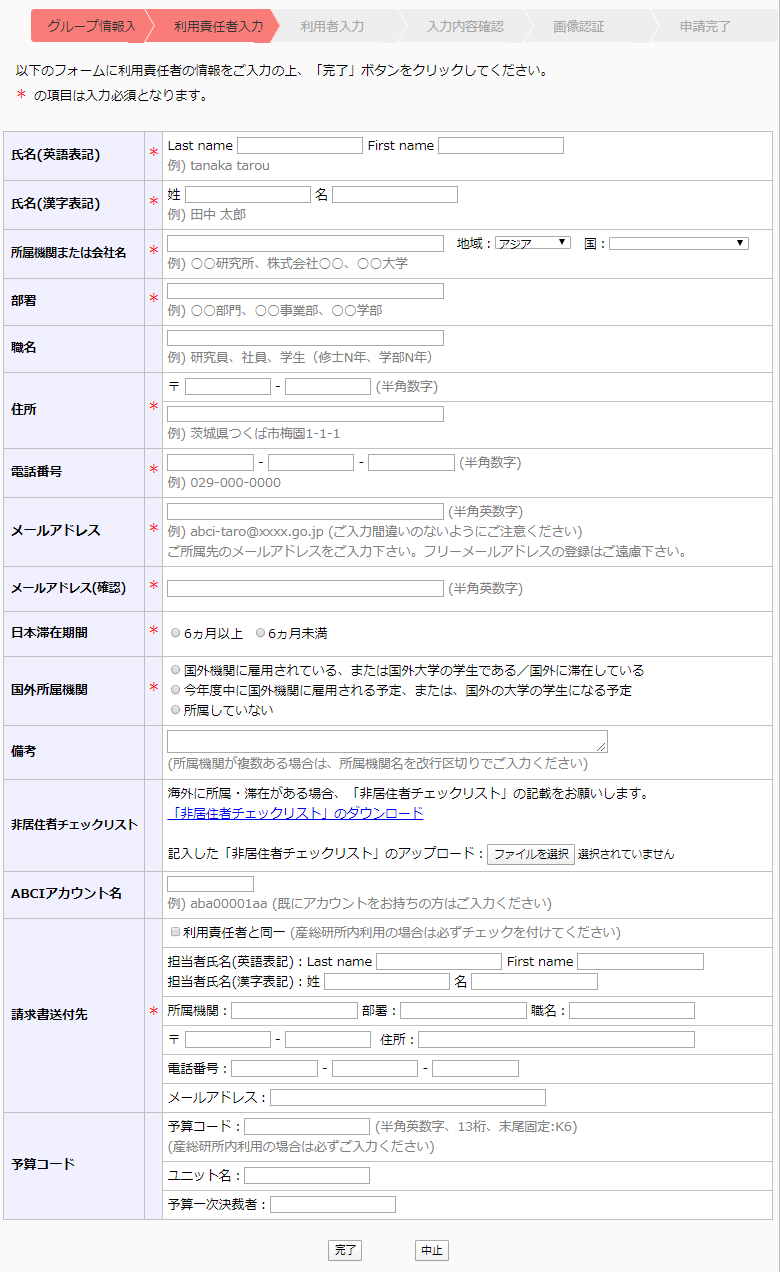 グループ情報入 利用責任者入力 利用者入力 入力内容確認 画像認証 申請完了
以下のフォームに利用責任者の情報をご入力の上、「完了」ボタンをクリックしてください。
＊ の項目は入力必須となります。
氏名(英語表記) ＊ Last name First name
例) tanaka tarou
氏名(漢字表記) ＊ 姓 名
例) 田中 太郎
所属機関または会社名 ＊ 地域：アジア 国：
例) 〇〇研究所、株式会社〇〇、〇〇大学
部署 ＊
例) 〇〇部門、〇〇事業部、〇〇学部
職名
例) 研究員、社員、学生（修士N年、学部N年）
住所 ＊ 〒 - (半角数字)
例) 茨城県つくば市梅園1-1-1
電話番号 ＊ - - (半角数字)
例) 029-000-0000
メールアドレス ＊ (半角英数字)
例) abci-taro@xxxx.go.jp (ご入力間違いのないようにご注意ください)
ご所属先のメールアドレスをご入力下さい。フリーメールアドレスの登録はご遠慮下さい。
メールアドレス(確認) ＊ (半角英数字)
日本滞在期間 ＊ 6ヵ月以上 6ヵ月未満
国外所属機関 ＊ 国外機関に雇用されている、または国外大学の学生である／国外に滞在している
今年度中に国外機関に雇用される予定、または、国外の大学の学生になる予定
所属していない
備考
(所属機関が複数ある場合は、所属機関名を改行区切りでご入力ください)
非居住者チェックリスト 海外に所属・滞在がある場合、「非居住者チェックリスト」の記載をお願いします。
「非居住者チェックリスト」のダウンロード
記入した「非居住者チェックリスト」のアップロード：ファイルを選択 選択されていません
ABCIアカウント名
例) aba00001aa (既にアカウントをお持ちの方はご入力ください)
請求書送付先 ＊ 利用責任者と同一 (産総研所内利用の場合は必ずチェックを付けてください)
担当者氏名(英語表記)：Last name First name
担当者氏名(漢字表記)：姓 名
所属機関： 部署： 職名：
〒 - 住所：
電話番号： - -
メールアドレス：
予算コード 予算コード： (半角英数字、13桁、末尾固定:K6)
(産総研所内利用の場合は必ずご入力ください)
ユニット名：
予算一次決裁者：
完了 中止